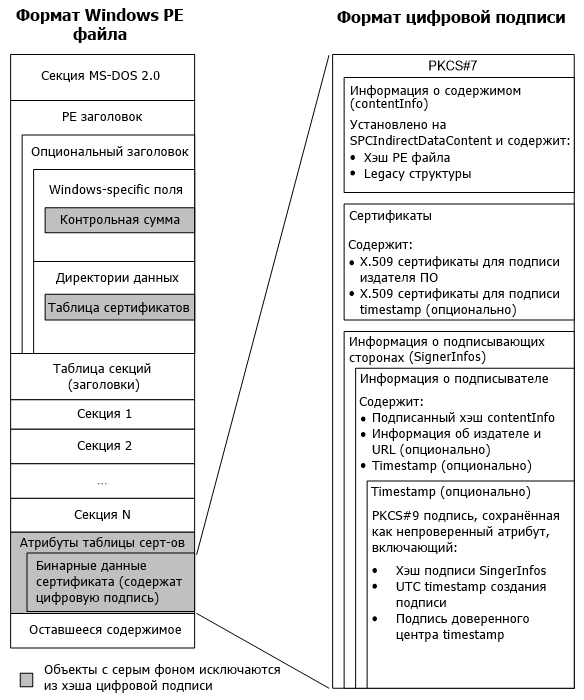 Формат Windows PE
файла
Секция MS-DOS 2.0
PE заголовок
Опциональный заголовок
Windows-specific поля
Контрольная сумма
Директории данных
Таблица сертификатов
Таблица секций
(заголовки)
Секция 1
Секция 2
...
Секция N
Атрибуты таблицы серт-ов
Бинарные данные
сертификата (содержат
цифровую подпись)
Оставшееся содержимое
Объекты с серым фоном исключаются
из хэша цифровой подписи
Формат цифровой подписи
PKCS#7
Информация о содержимом
(contentInfo)
Установлено на
SPCIndirectDataContent и содержит:
• Хэш PE файла
• Legacy структуры
Сертификаты
Содержит:
• X.509 сертификаты для подписи
издателя ПО
• X.509 сертификаты для подписи
timestamp (опционально)
Информация о подписывающих
сторонах (SignerInfos)
Информация о подписывателе
Содержит:
• Подписанный хэш contentInfo
• Информация об издателе и
URL (опционально)
• Timestamp (опционально)
Timestamp (опционально)
PKCS#9 подпись, сохранённая
как непроверенный атрибут,
включающий:
• Хэш подписи SingerInfos
• UTC timestamp создания
подписи
• Подпись доверенного
центра timestamp